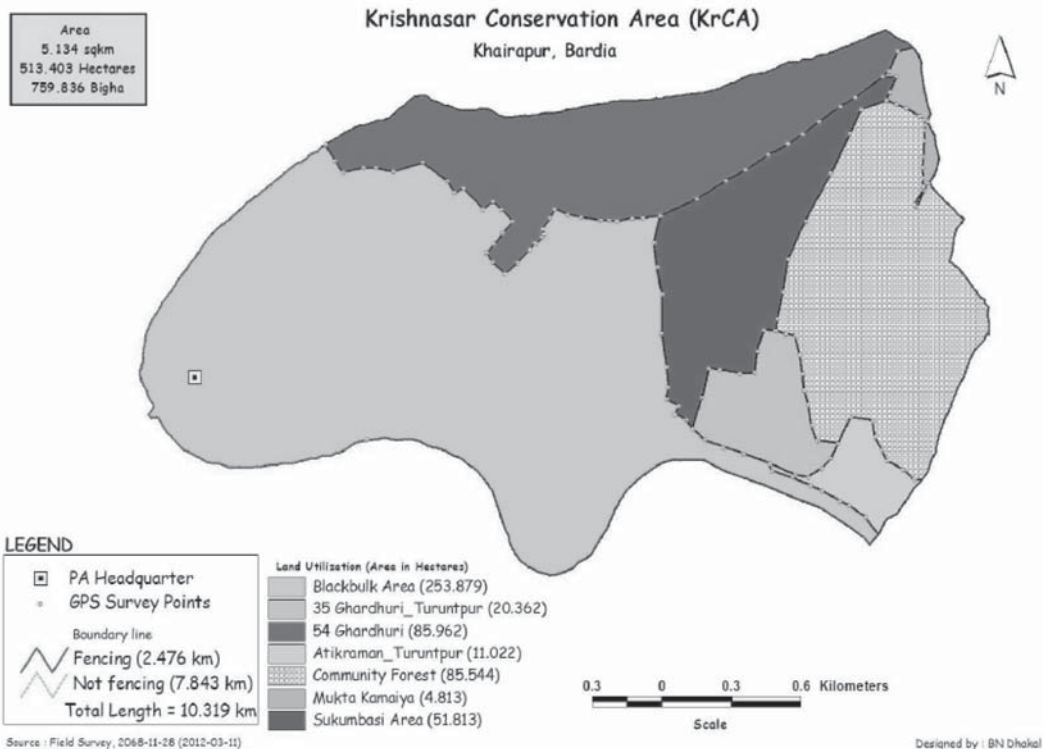 Krishnasar Conservation Area (KrCA)
Khairapur, Bardia
Area
5.134 sqkm
513.403 Hectares
759.836 Bigha
N
LEGEND
PA Headquarter
GPS Survey Points
Boundary line
Fencing (2.476 km)
Not fencing (7.843 km)
Total Length = 10.319 km
Land Utilization (Area in Hectares)
Blackbulk Area (253.879)
35 Ghardhuri_Turuntpur (20.362)
54 Ghardhuri (85.962)
Atikraman_Turuntpur (11.022)
Community Forest (85.544)
Mukta Kamaiya (4.813)
Sukumbasi Area (51.813)
0.3 0 0.3 0.6 Kilometers
Scale
Source : Field Survey, 2068-11-28 (2012-03-11)
Designed by : BN Dhakal